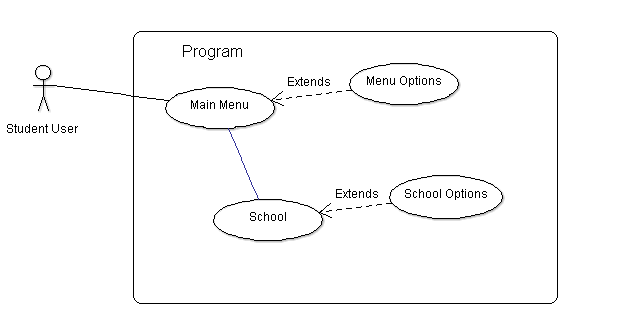 Program
Extends
Menu Options
Main Menu
Student User
Extends
School Options
School